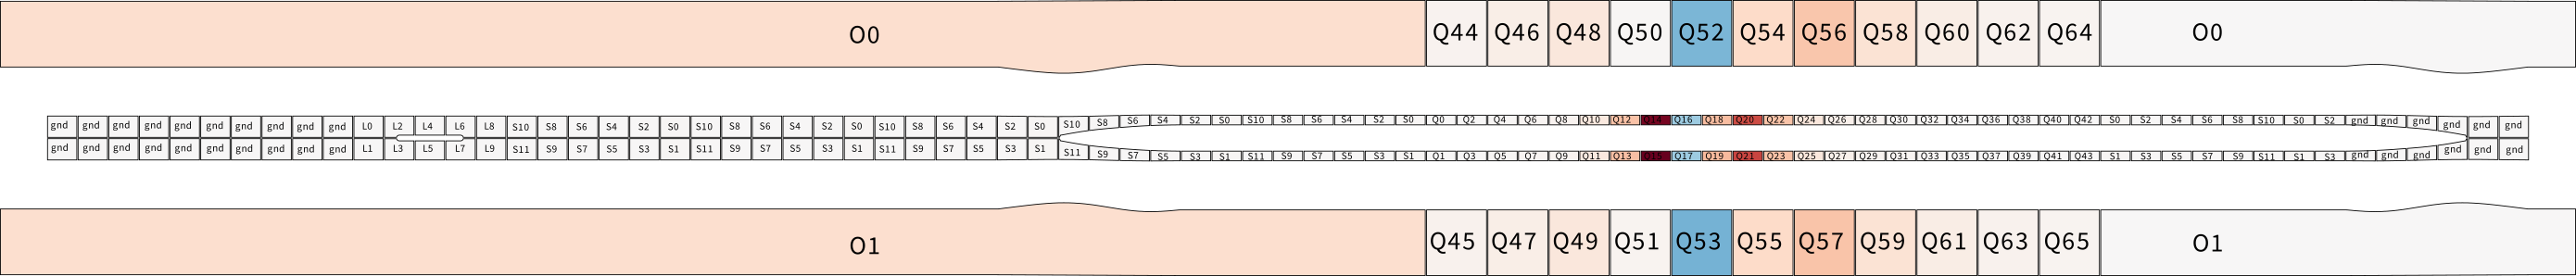 O0 Q44 Q46 Q48 Q50 Q52 Q54 Q56 Q58 Q60 Q62 Q64 O0
gnd gnd gnd gnd gnd gnd gnd gnd gnd gnd L0 L2 L4 L6 L8 S10 S8 S6 S4 S2 S0 S10 S8 S6 S4 S2 S0 S10 S8 S6 S4 S2 S0 S10 S8 S6 S4 S2 S0 S10 S8 S6 S4 S2 S0 Q0 Q2 Q4 Q6 Q8 Q10 Q12 Q14 Q16 Q18 Q20 Q22 Q24 Q26 Q28 Q30 Q32 Q34 Q36 Q38 Q40 Q42 S0 S2 S4 S6 S8 S10 S0 S2 gnd gnd gnd gnd gnd gnd
gnd gnd gnd gnd gnd gnd gnd gnd gnd gnd L1 L3 L5 L7 L9 S11 S9 S7 S5 S3 S1 S11 S9 S7 S5 S3 S1 S11 S9 S7 S5 S3 S1 S11 S9 S7 S5 S3 S1 S11 S9 S7 S5 S3 S1 Q1 Q3 Q5 Q7 Q9 Q11 Q13 Q15 Q17 Q19 Q21 Q23 Q25 Q27 Q29 Q31 Q33 Q35 Q37 Q39 Q41 Q43 S1 S3 S5 S7 S9 S11 S1 S3 gnd gnd gnd gnd gnd gnd
O1 Q45 Q47 Q49 Q51 Q53 Q55 Q57 Q59 Q61 Q63 Q65 O1